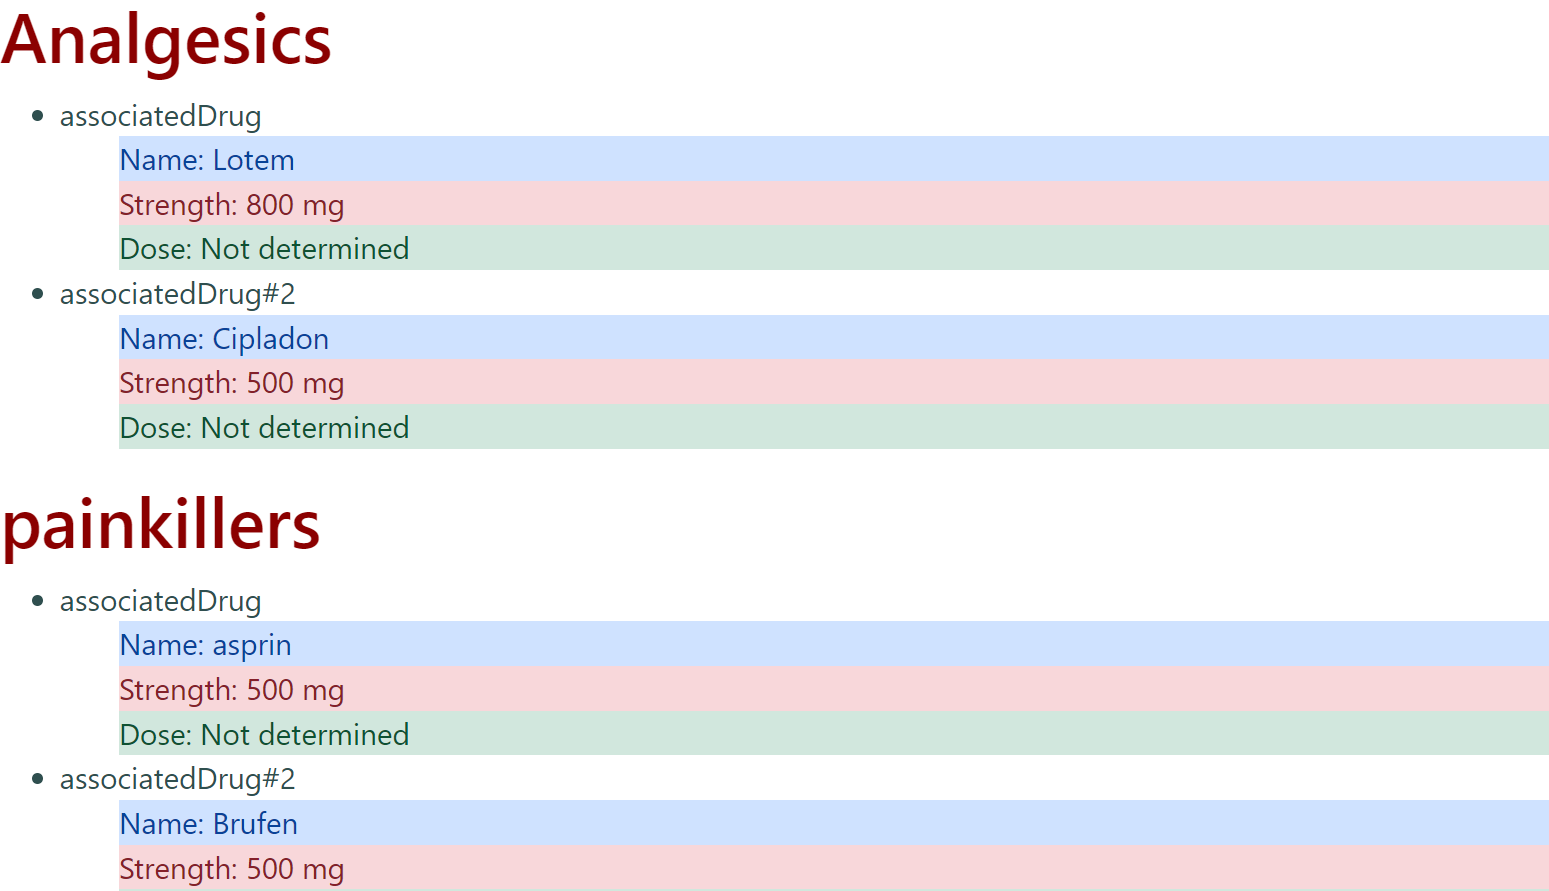 Analgesics
associatedDrug
Name: Lotem
Strength: 800 mg
Dose: Not determined
associatedDrug#2
Name: Cipladon
Strength: 500 mg
Dose: Not determined
painkillers
associatedDrug
Name: asprin
Strength: 500 mg
Dose: Not determined
associatedDrug#2
Name: Brufen
Strength: 500 mg